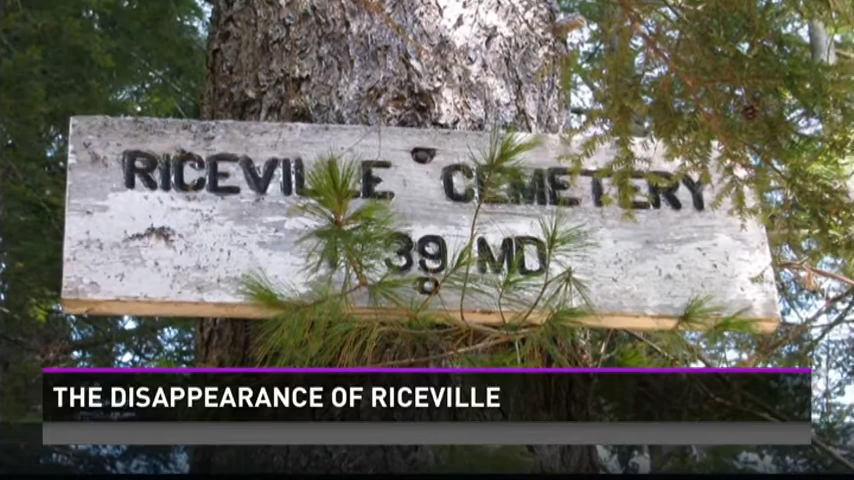 RICEVILLE CEMETERY
39 MD
THE DISAPPEARANCE OF RICEVILLE